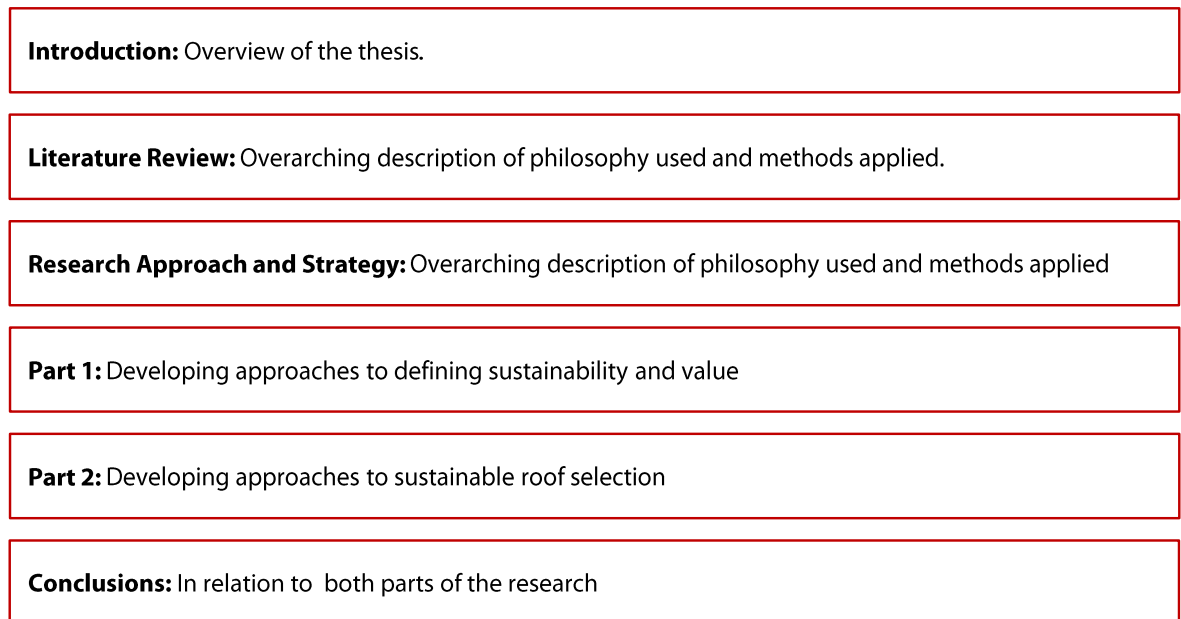 Introduction: Overview of the thesis.
Literature Review: Overarching description of philosophy used and methods applied.
Research Approach and Strategy: Overarching description of philosophy used and methods applied
Part 1: Developing approaches to defining sustainability and value
Part 2: Developing approaches to sustainable roof selection
Conclusions: In relation to  both parts of the research